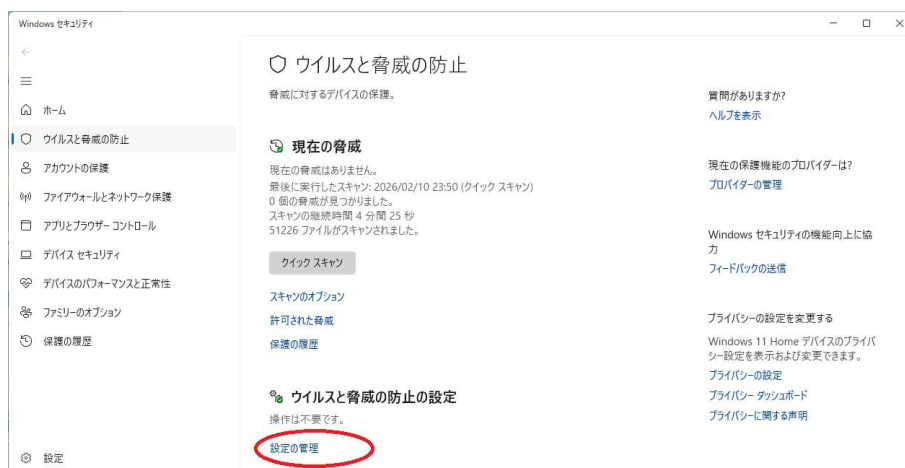 Windows セキュリティ
ホーム
ウイルスと脅威の防止
アカウントの保護
ファイアウォールとネットワーク保護
アプリとブラウザー コントロール
デバイス セキュリティ
デバイスのパフォーマンスと正常性
ファミリーのオプション
保護の履歴
設定
ウイルスと脅威の防止
脅威に対するデバイスの保護。
現在の脅威
現在の脅威はありません。
最後に実行したスキャン: 2026/02/10 23:50 (クイック スキャン)
0 個の脅威が見つかりました。
スキャンの継続時間 4 分間 25 秒
51226 ファイルがスキャンされました。
クイック スキャン
スキャンのオプション
許可された脅威
保護の履歴
ウイルスと脅威の防止の設定
操作は不要です。
設定の管理
質問がありますか?
ヘルプを表示
現在の保護機能のプロバイダーは?
プロバイダーの管理
Windows セキュリティの機能向上に協
力
フィードバックの送信
プライバシーの設定を変更する
Windows 11 Home デバイスのプライバ
シー設定を表示および変更できます。
プライバシーの設定
プライバシー ダッシュボード
プライバシーに関する声明